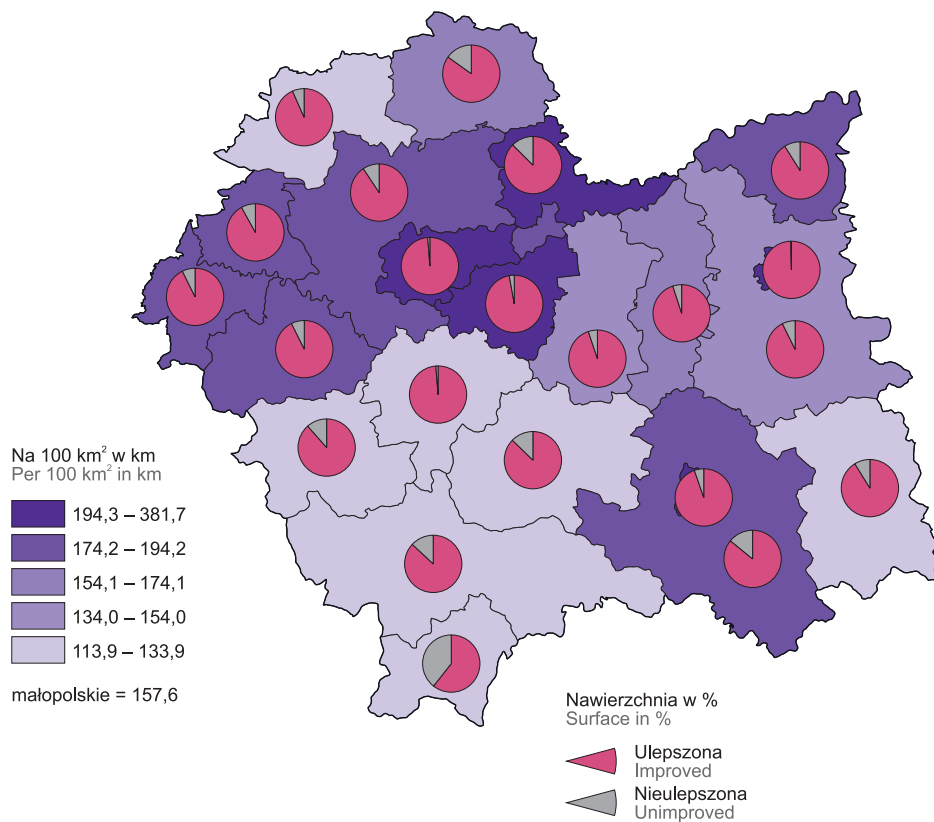 Na 100 km² w km
Per 100 km² in km
194,3 – 381,7
174,2 – 194,2
154,1 – 174,1
134,0 – 154,0
113,9 – 133,9
małopolskie = 157,6
Nawierzchnia w %
Surface in %
Ulepszona
Improved
Nieulepszona
Unimproved